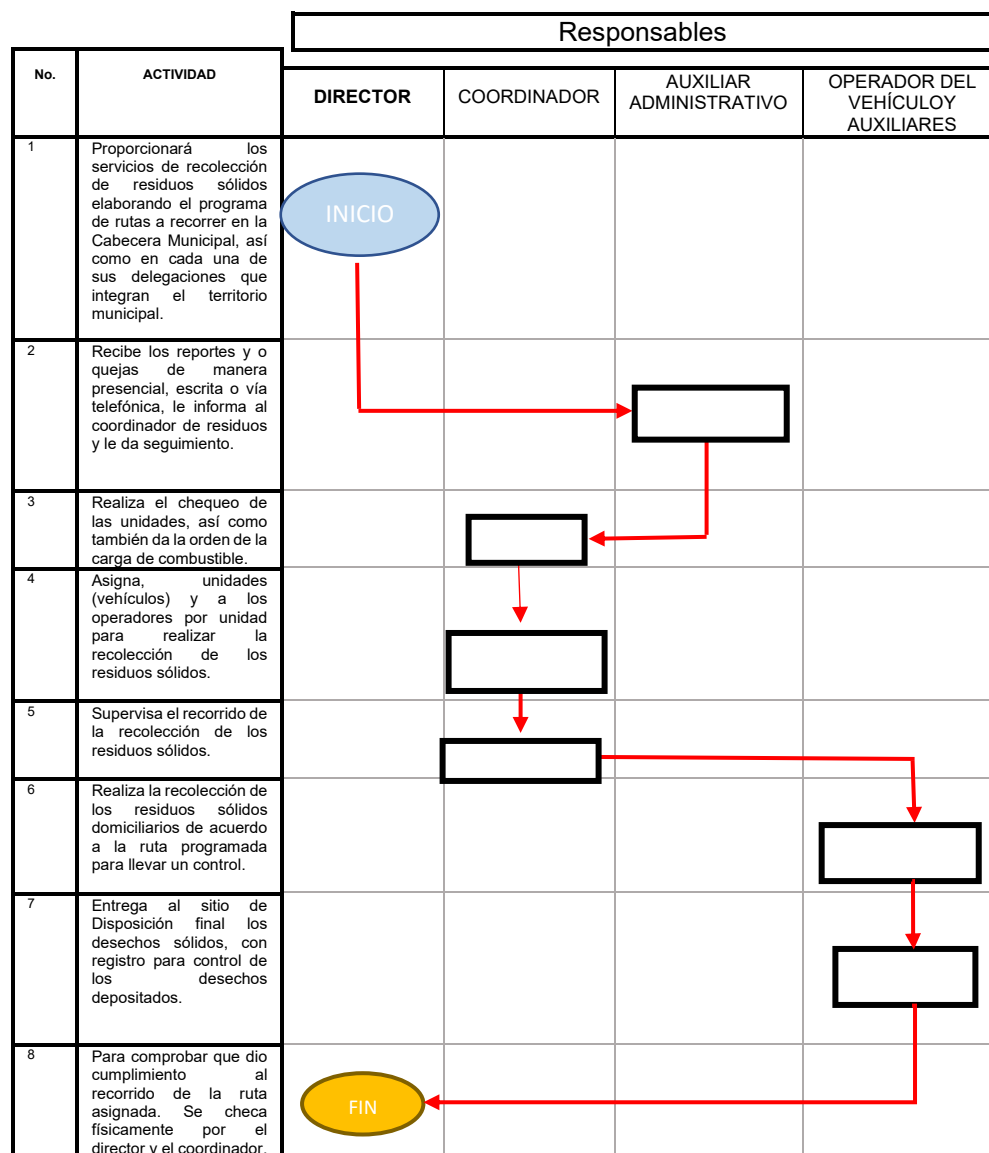 Responsables
No.
ACTIVIDAD
DIRECTOR
COORDINADOR
AUXILIAR
ADMINISTRATIVO
OPERADOR DEL
VEHÍCULOY
AUXILIARES
1
Proporcionará los
servicios de recolección
de residuos sólidos
elaborando el programa
de rutas a recorrer en la
Cabecera Municipal, así
como en cada una de
sus delegaciones que
integran el territorio
municipal.
INICIO
2
Recibe los reportes y o
quejas de manera
presencial, escrita o vía
telefónica, le informa al
coordinador de residuos
y le da seguimiento.
3
Realiza el chequeo de
las unidades, así como
también da la orden de la
carga de combustible.
4
Asigna, unidades
(vehículos) y a los
operadores por unidad
para realizar la
recolección de los
residuos sólidos.
5
Supervisa el recorrido de
la recolección de los
residuos sólidos.
6
Realiza la recolección de
los residuos sólidos
domiciliarios de acuerdo
a la ruta programada
para llevar un control.
7
Entrega al sitio de
Disposición final los
desechos sólidos, con
registro para control de
los desechos
depositados.
8
Para comprobar que dio
cumplimiento al
recorrido de la ruta
asignada. Se checa
físicamente por el
director y el coordinador.
FIN